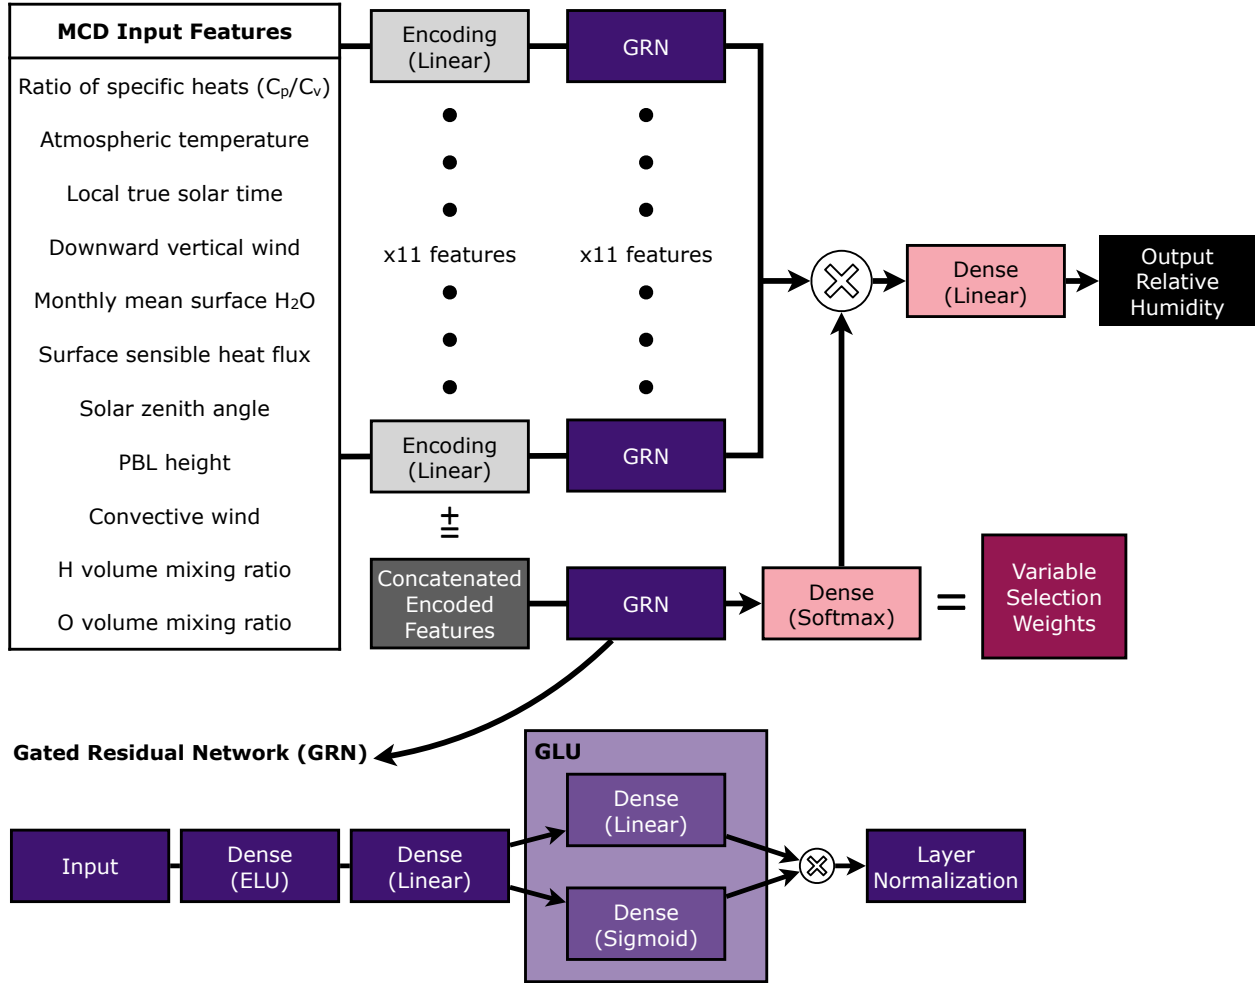 MCD Input Features
Ratio of specific heats (Cp/Cv)
Atmospheric temperature
Local true solar time
Downward vertical wind
Monthly mean surface H2O
Surface sensible heat flux
Solar zenith angle
PBL height
Convective wind
H volume mixing ratio
O volume mixing ratio
Encoding
(Linear)
GRN
x11 features
x11 features
Encoding
(Linear)
GRN
Dense
(Linear)
Output
Relative
Humidity
+
=
Concatenated
Encoded
Features
GRN
Dense
(Softmax)
=
Variable
Selection
Weights
Gated Residual Network (GRN)
GLU
Input
Dense
(ELU)
Dense
(Linear)
Dense
(Linear)
Dense
(Sigmoid)
Layer
Normalization